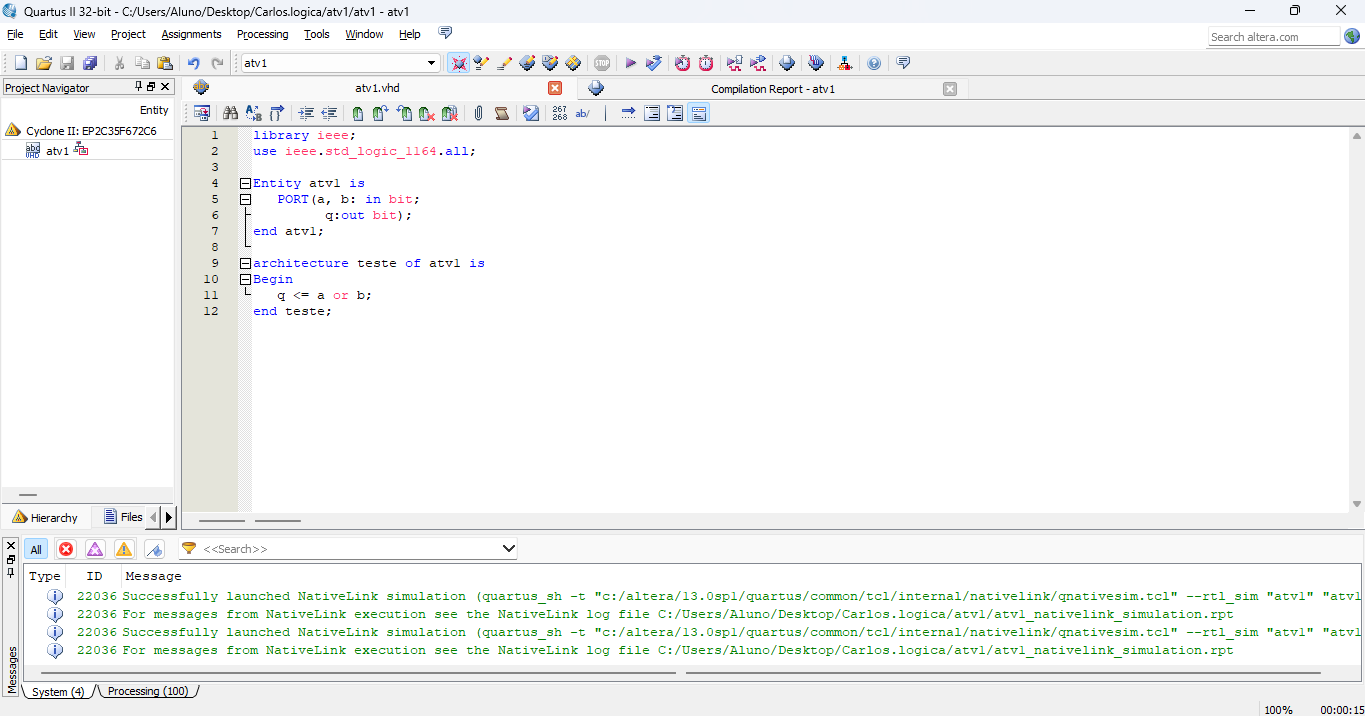 Quartus II 32-bit - C:/Users/Aluno/Desktop/Carlos.logica/atv1/atv1 - atv1
File Edit View Project Assignments Processing Tools Window Help
Search altera.com
atv1
STOP
Project Navigator
atv1.vhd
Compilation Report - atv1
Entity
Cyclone II: EP2C35F672C6
abd
VHD
atv1
267
268
ab/
1 library ieee;
2 use ieee.std_logic_1164.all;
3
4 Entity atv1 is
5 PORT(a, b: in bit;
6 q:out bit);
7 end atv1;
8
9 architecture teste of atv1 is
10 Begin
11 q <= a or b;
12 end teste;
Hierarchy
Files
All
<<Search>>
Type ID Message
22036 Successfully launched NativeLink simulation (quartus_sh -t "c:/altera/13.0sp1/quartus/common/tcl/internal/nativelink/qnativesim.tcl" --rtl_sim "atv1" "atv1
22036 For messages from NativeLink execution see the NativeLink log file C:/Users/Aluno/Desktop/Carlos.logica/atv1/atv1_nativelink_simulation.rpt
22036 Successfully launched NativeLink simulation (quartus_sh -t "c:/altera/13.0sp1/quartus/common/tcl/internal/nativelink/qnativesim.tcl" --rtl_sim "atv1" "atv1
22036 For messages from NativeLink execution see the NativeLink log file C:/Users/Aluno/Desktop/Carlos.logica/atv1/atv1_nativelink_simulation.rpt
Messages
System (4)
Processing (100)
100% 00:00:15